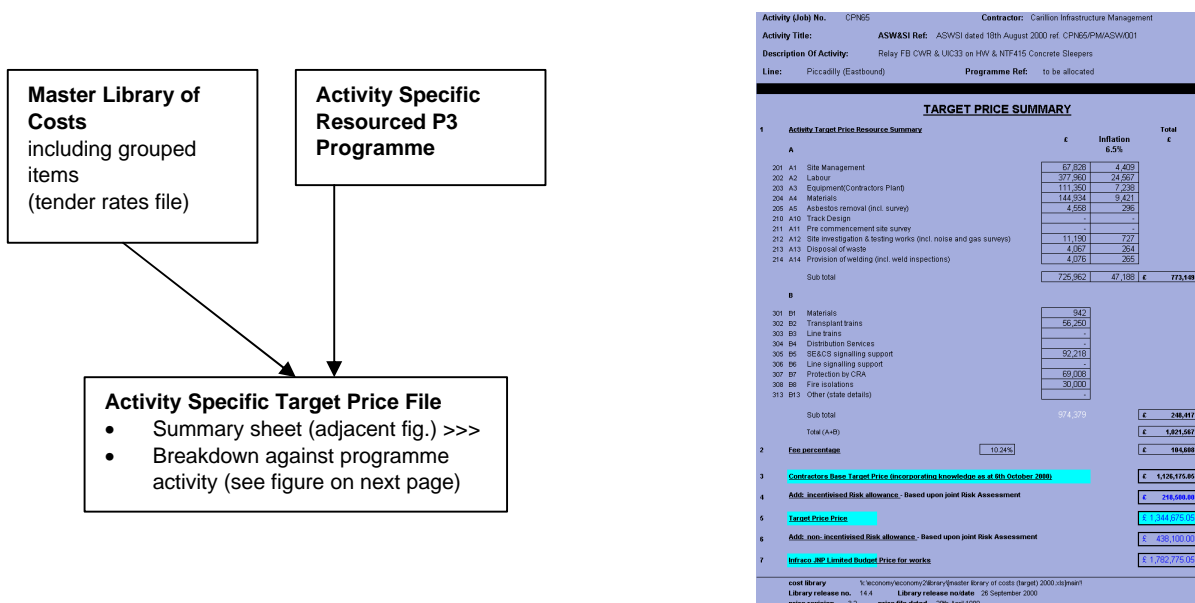 Master Library of
Costs
including grouped
items
(tender rates file)
Activity Specific
Resourced P3
Programme
Activity Specific Target Price File
• Summary sheet (adjacent fig.) >>>
• Breakdown against programme
activity (see figure on next page)
Activity (Job) No. CPN65 Contractor: Carillion Infrastructure Management
Activity Title: ASW&SI Ref: ASWSI dated 18th August 2000 ref. CPN65/PM/ASW/001
Description Of Activity: Relay FB CWR & UIC33 on HW & NTF415 Concrete Sleepers
Line: Piccadilly (Eastbound) Programme Ref: to be allocated
TARGET PRICE SUMMARY
1 Activity Target Price Resource Summary Total
£ Inflation £
A 6.5%
201 A1 Site Management 67,828 4,409
202 A2 Labour 377,960 24,567
203 A3 Equipment(Contractors Plant) 111,350 7,238
204 A4 Materials 144,934 9,421
205 A5 Asbestos removal (incl. survey) 4,558 296
210 A10 Track Design - -
211 A11 Pre commencement site survey - -
212 A12 Site investigation & testing works (incl. noise and gas surveys) 11,190 727
213 A13 Disposal of waste 4,067 264
214 A14 Provision of welding (incl. weld inspections) 4,076 265
Sub total 725,962 47,188 £ 773,149
B
301 B1 Materials 942
302 B2 Transplant trains 56,250
303 B3 Line trains -
304 B4 Distribution Services -
305 B5 SE&CS signalling support 92,218
306 B6 Line signalling support -
307 B7 Protection by CRA 69,008
308 B8 Fire isolations 30,000
313 B13 Other (state details) -
Sub total 974,379 £ 248,417
Total (A+B) £ 1,021,567
2 Fee percentage 10.24% £ 104,608
3 Contractors Base Target Price (incorporating knowledge as at 6th October 2000) £ 1,126,175.05
4 Add: incentivised Risk allowance - Based upon joint Risk Assessment £ 218,500.00
5 Target Price Price £ 1,344,675.05
6 Add: non- incentivised Risk allowance - Based upon joint Risk Assessment £ 438,100.00
7 Infraco JNP Limited Budget Price for works £ 1,782,775.05
cost library 'k:\economy\economy2\library\[master library of costs (target) 2000.xls]main'!
Library release no. 14.4 Library release no/date 26 September 2000